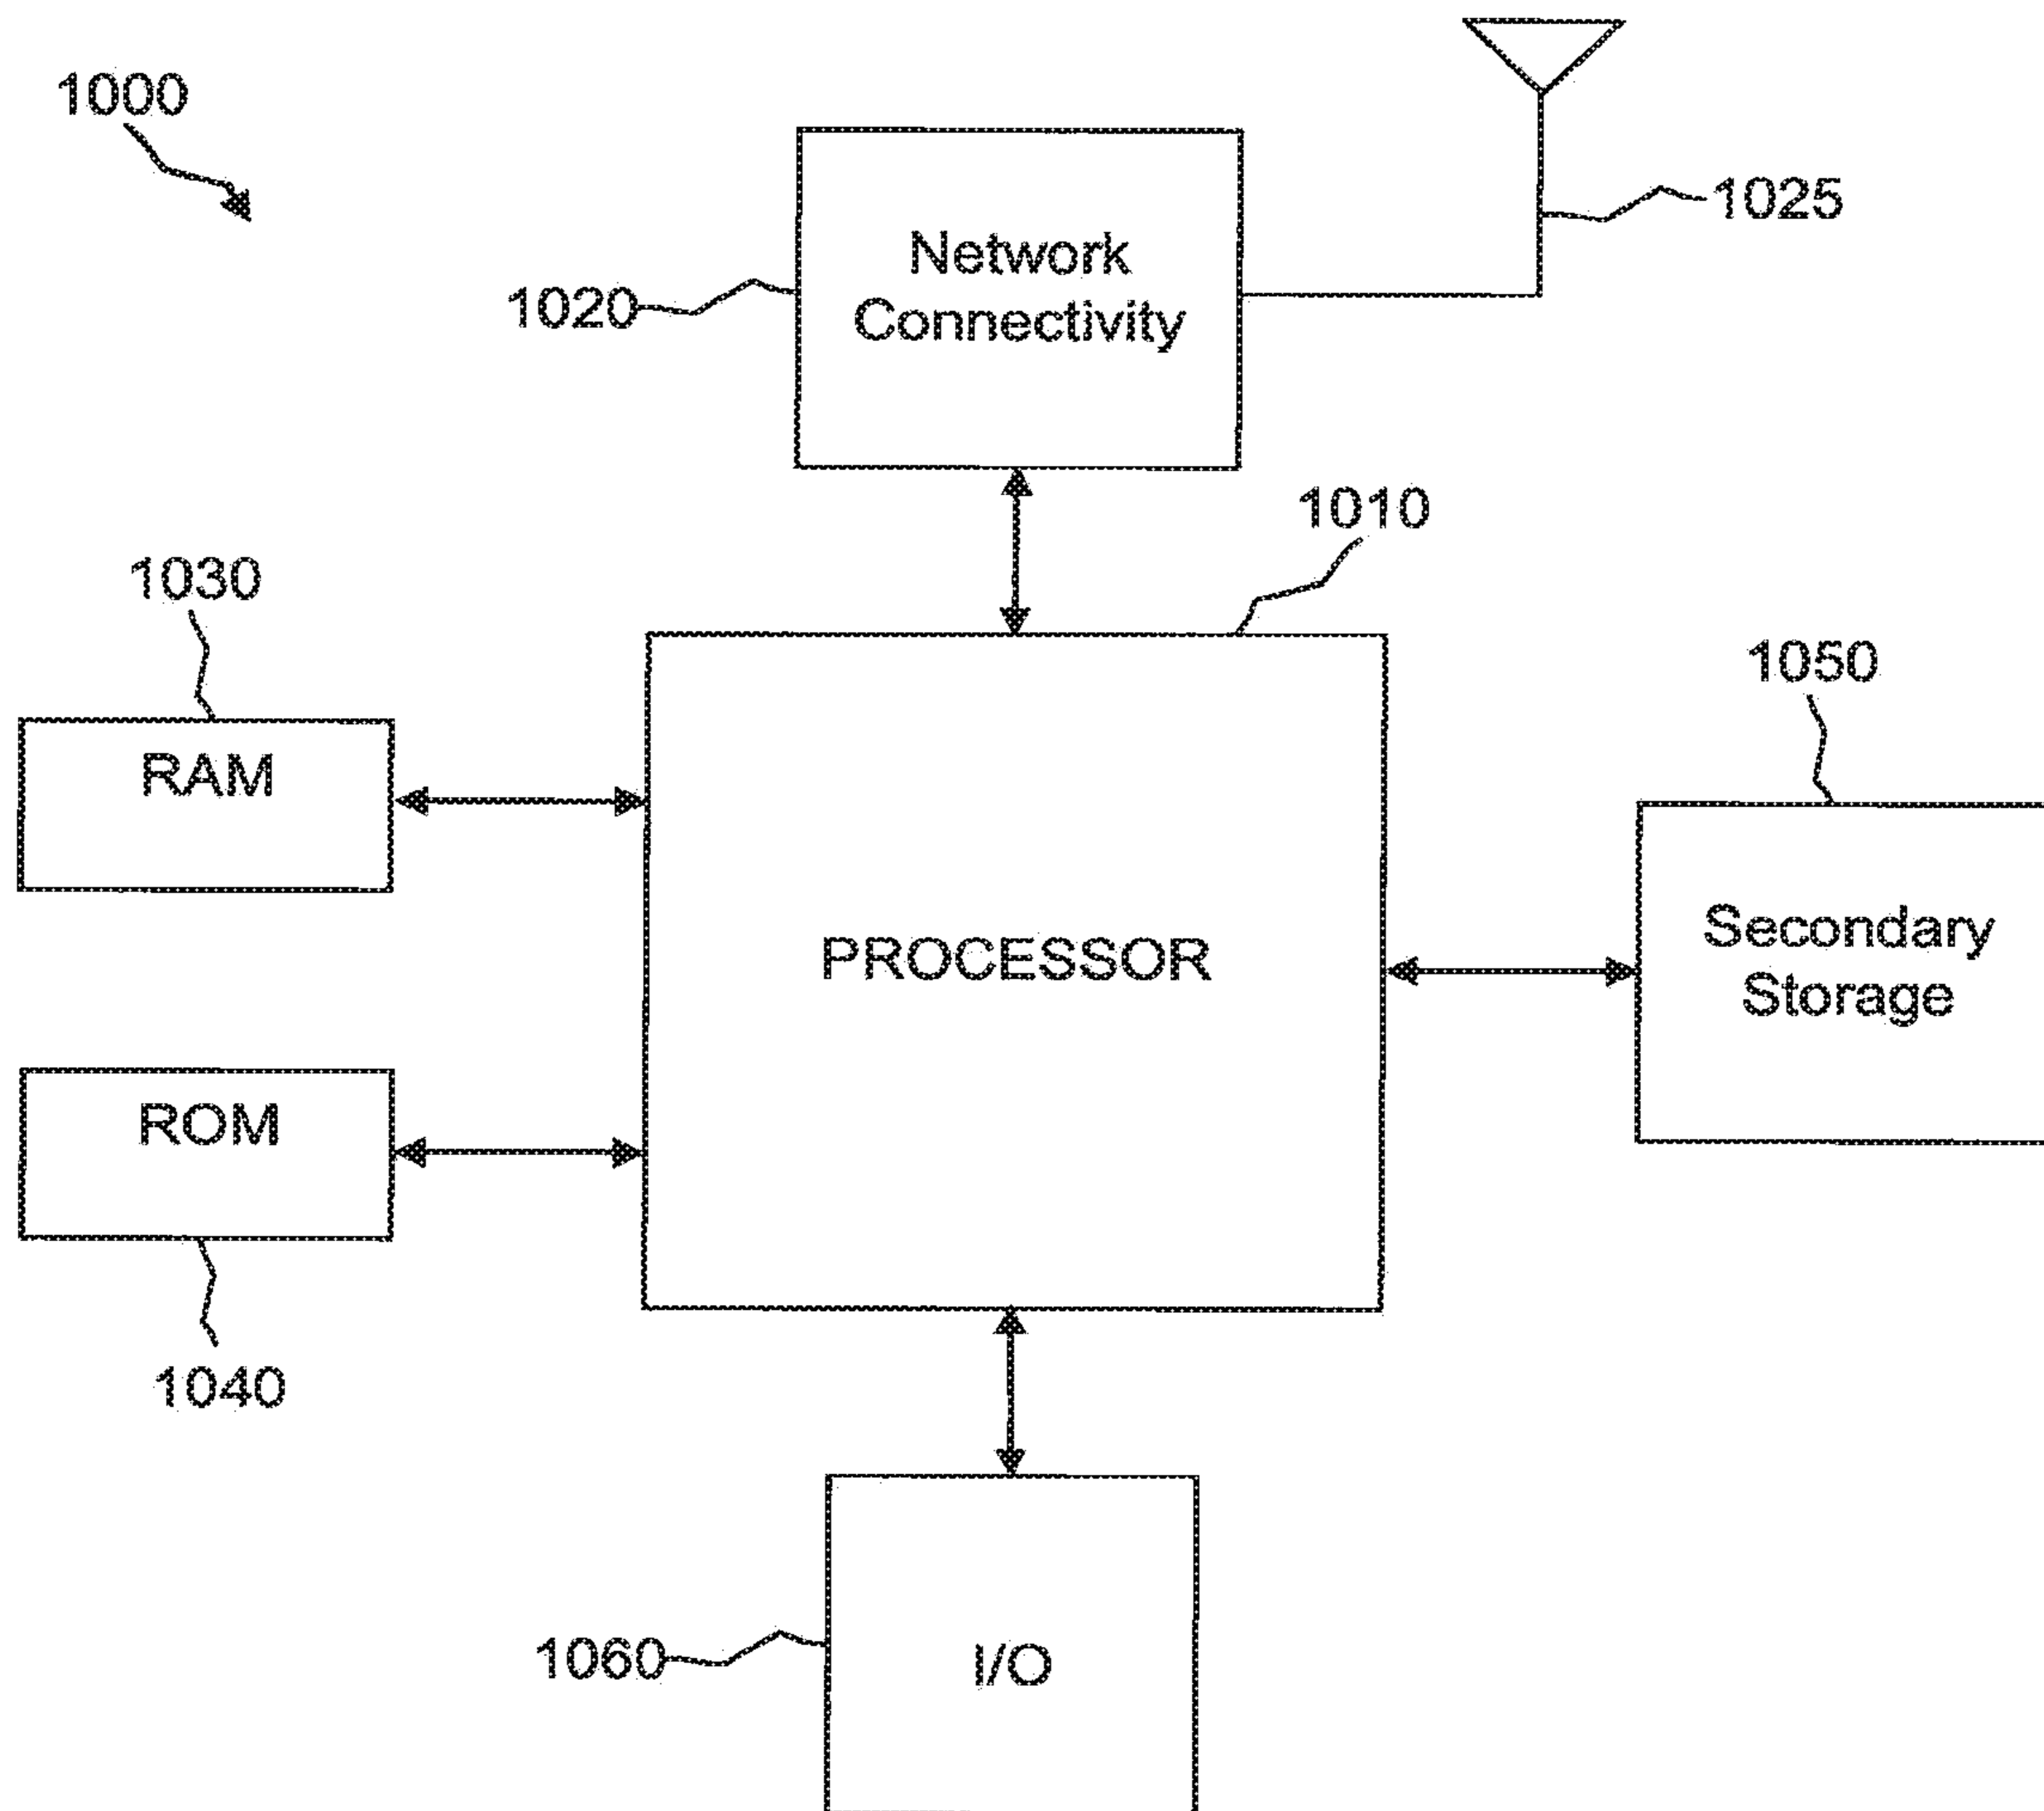 1000
1025
Network
Connectivity
1020
1010
1030
1050
RAM
PROCESSOR
Secondary
Storage
ROM
1040
1060
I/O